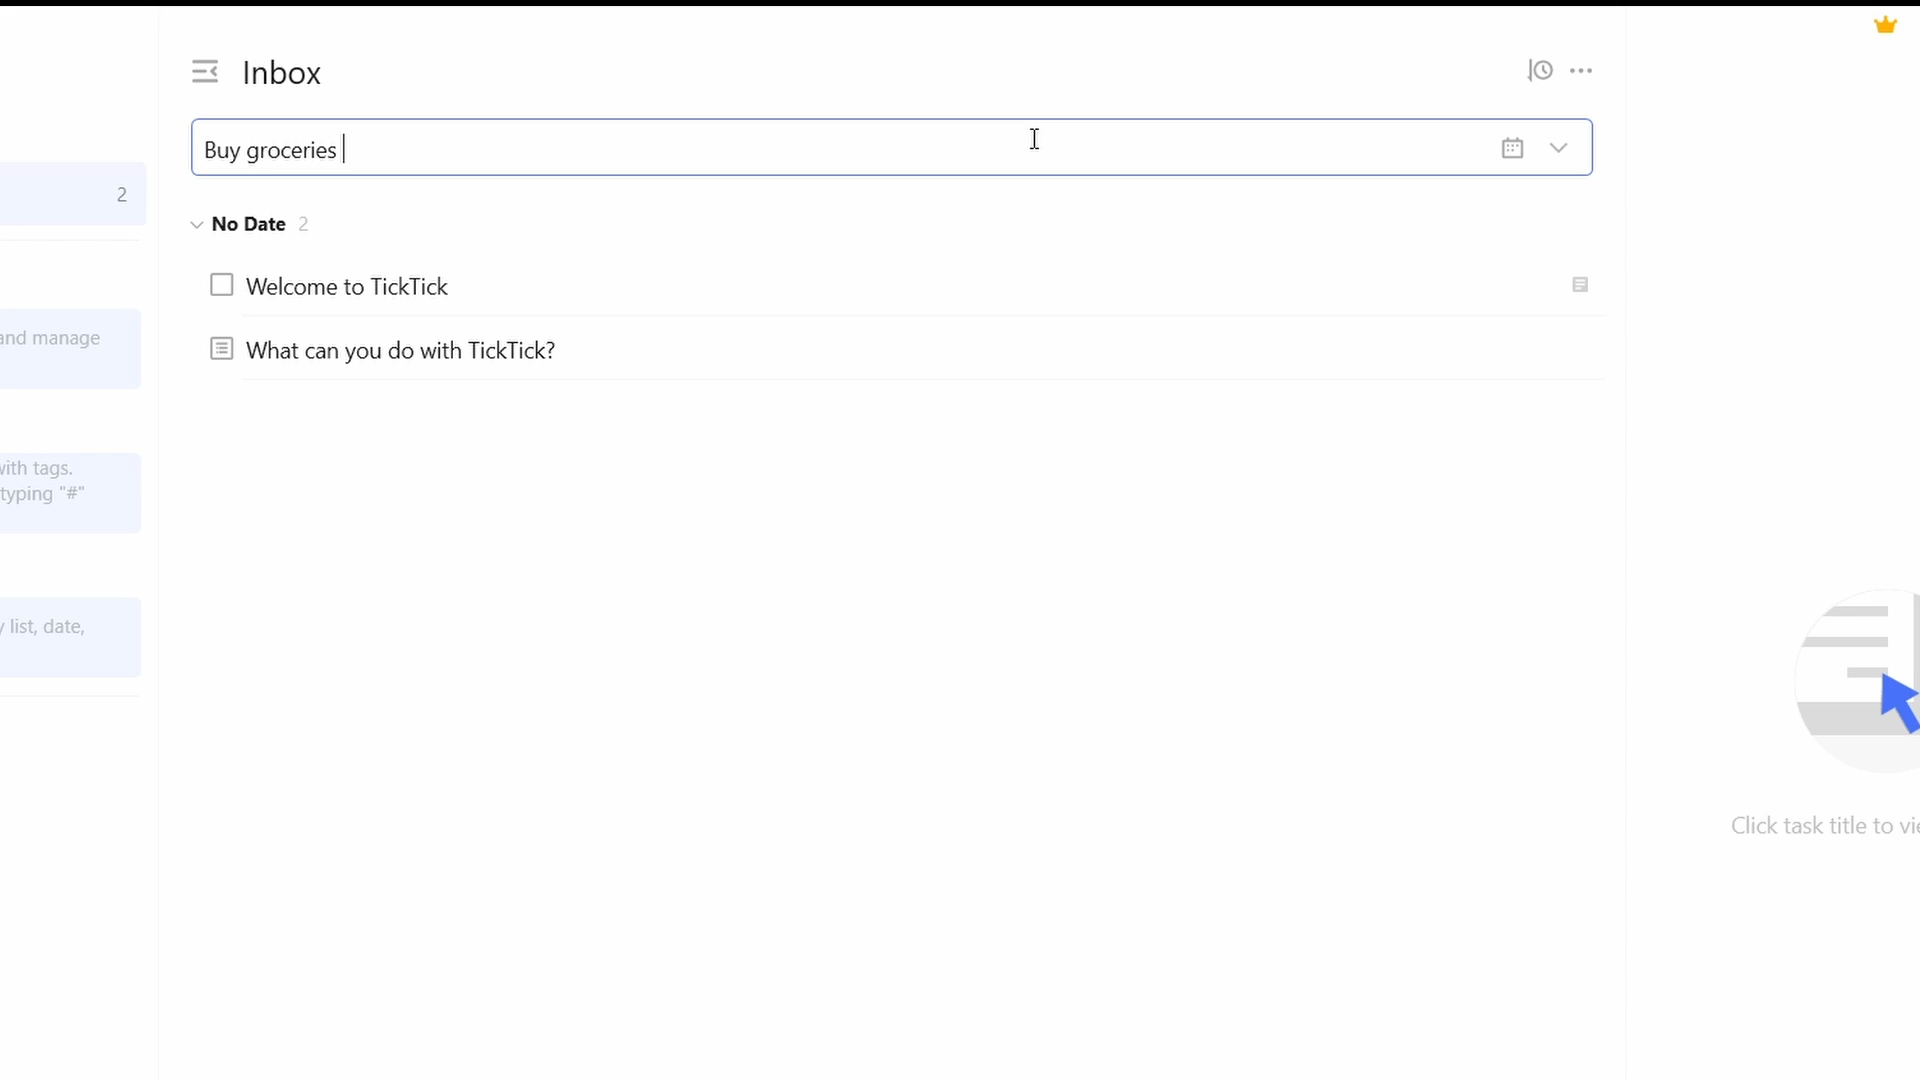 Inbox
Buy groceries
2
No Date 2
Welcome to TickTick
and manage
What can you do with TickTick?
with tags.
typing "#"
list, date,
Click task title to